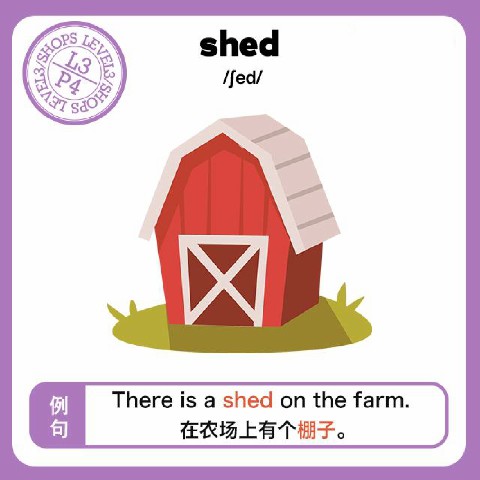 SHOPS LEVEL3/SHOPS LEVEL3/
L3
P4
shed
/ʃed/
例句
There is a shed on the farm.
在农场上有个棚子。